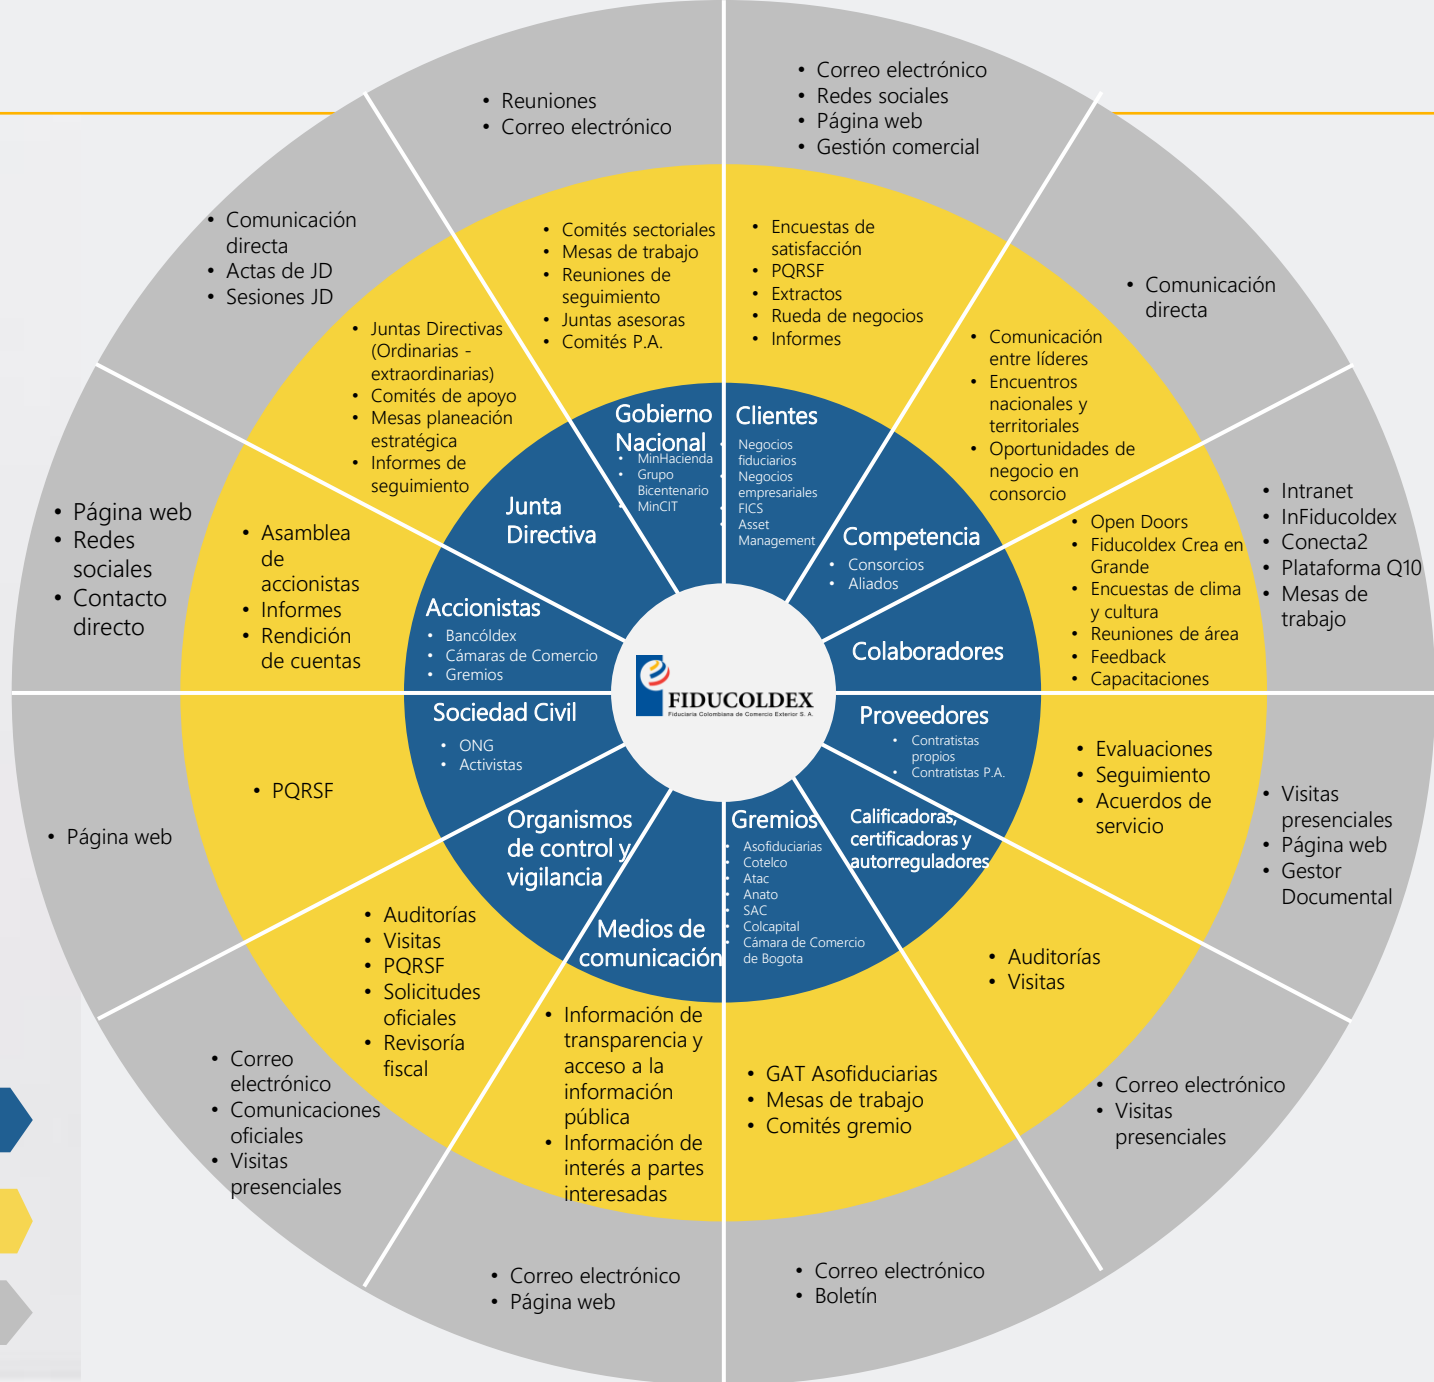 • Reuniones
• Correo electrónico
• Correo electrónico
• Redes sociales
• Página web
• Gestión comercial
• Comunicación
directa
• Actas de JD
• Sesiones JD
• Comités sectoriales
• Mesas de trabajo
• Reuniones de
seguimiento
• Juntas asesoras
• Comités P.A.
• Encuestas de
satisfacción
• PQRSF
• Extractos
• Rueda de negocios
• Informes
• Comunicación
directa
• Juntas Directivas
(Ordinarias -
extraordinarias)
• Comités de apoyo
• Mesas planeación
estratégica
• Informes de
seguimiento
• Comunicación
entre líderes
• Encuentros
nacionales y
territoriales
• Oportunidades de
negocio en
consorcio
Gobierno
Nacional
• MinHacienda
• Grupo
Bicentenario
• MinCIT
Clientes
• Negocios
fiduciarios
• Negocios
empresariales
• FICS
• Asset
Management
• Página web
• Redes
sociales
• Contacto
directo
• Asamblea
de
accionistas
• Informes
• Rendición
de cuentas
Junta
Directiva
Competencia
• Consorcios
• Aliados
• Open Doors
• Fiducoldex Crea en
Grande
• Encuestas de clima
y cultura
• Reuniones de área
• Feedback
• Capacitaciones
• Intranet
• InFiducoldex
• Conecta2
• Plataforma Q10
• Mesas de
trabajo
Accionistas
• Bancóldex
• Cámaras de Comercio
• Gremios
Colaboradores
FIDUCOLDEX
Fiduciaria Colombiana de Comercio Exterior S. A.
Sociedad Civil
• ONG
• Activistas
Proveedores
• Contratistas
propios
• Contratistas P.A.
• PQRSF
• Página web
• Evaluaciones
• Seguimiento
• Acuerdos de
servicio
• Visitas
presenciales
• Página web
• Gestor
Documental
Organismos
de control y
vigilancia
Medios de
comunicación
Gremios
• Asofiduciarias
• Cotelco
• Atac
• Anato
• SAC
• Colcapital
• Cámara de Comercio
de Bogota
Calificadoras,
certificadoras y
autorreguladores
• Auditorías
• Visitas
• PQRSF
• Solicitudes
oficiales
• Revisoría
fiscal
• Auditorías
• Visitas
• Información de
transparencia y
acceso a la
información
pública
• Información de
interés a partes
interesadas
• GAT Asofiduciarias
• Mesas de trabajo
• Comités gremio
• Correo
electrónico
• Comunicaciones
oficiales
• Visitas
presenciales
• Correo electrónico
• Visitas
presenciales
• Correo electrónico
• Página web
• Correo electrónico
• Boletín